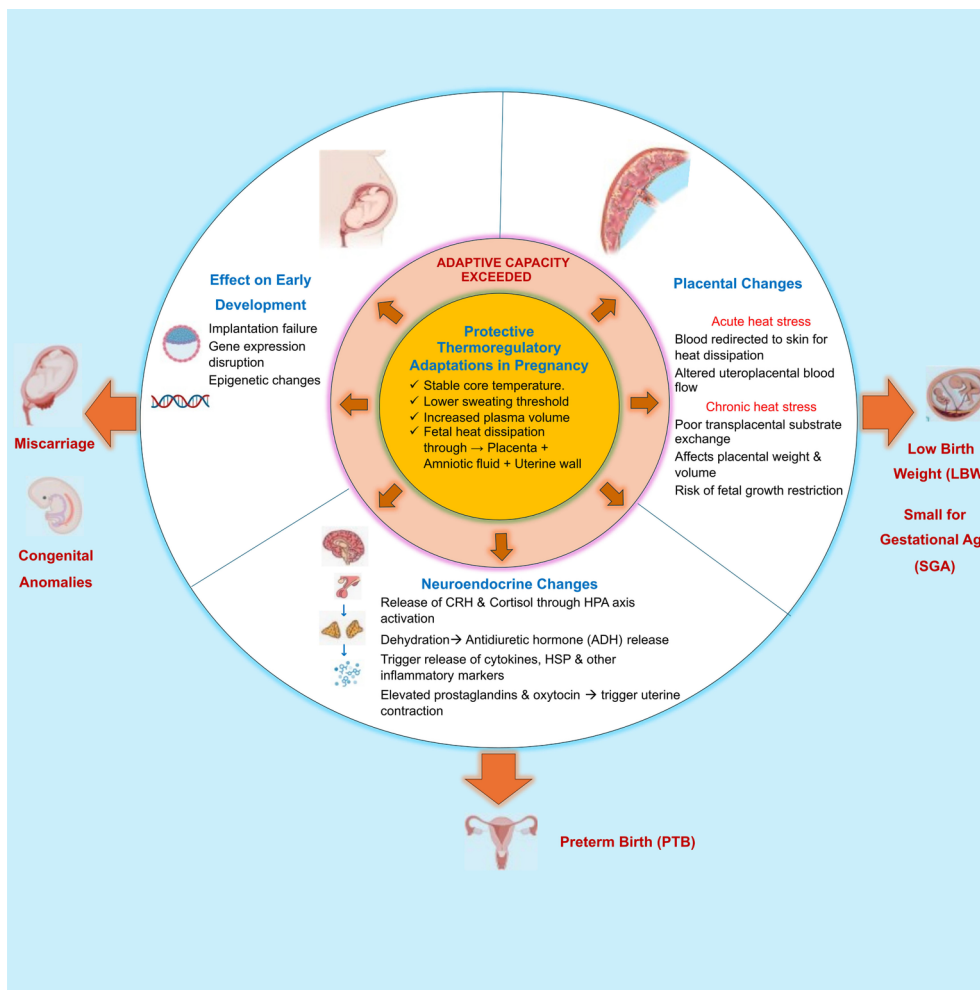 ADAPTIVE CAPACITY
EXCEEDED
Protective
Thermoregulatory
Adaptations in Pregnancy
✓ Stable core temperature.
✓ Lower sweating threshold
✓ Increased plasma volume
✓ Fetal heat dissipation
through → Placenta +
Amniotic fluid + Uterine wall
Effect on Early
Development
Implantation failure
Gene expression
disruption
Epigenetic changes
Miscarriage
Congenital
Anomalies
Placental Changes
Acute heat stress
Blood redirected to skin for
heat dissipation
Altered uteroplacental blood
flow
Chronic heat stress
Poor transplacental substrate
exchange
Affects placental weight &
volume
Risk of fetal growth restriction
Low Birth
Weight (LBW
Small for
Gestational Ag
(SGA)
Neuroendocrine Changes
Release of CRH & Cortisol through HPA axis
activation
Dehydration→ Antidiuretic hormone (ADH) release
Trigger release of cytokines, HSP & other
inflammatory markers
Elevated prostaglandins & oxytocin → trigger uterine
contraction
Preterm Birth (PTB)